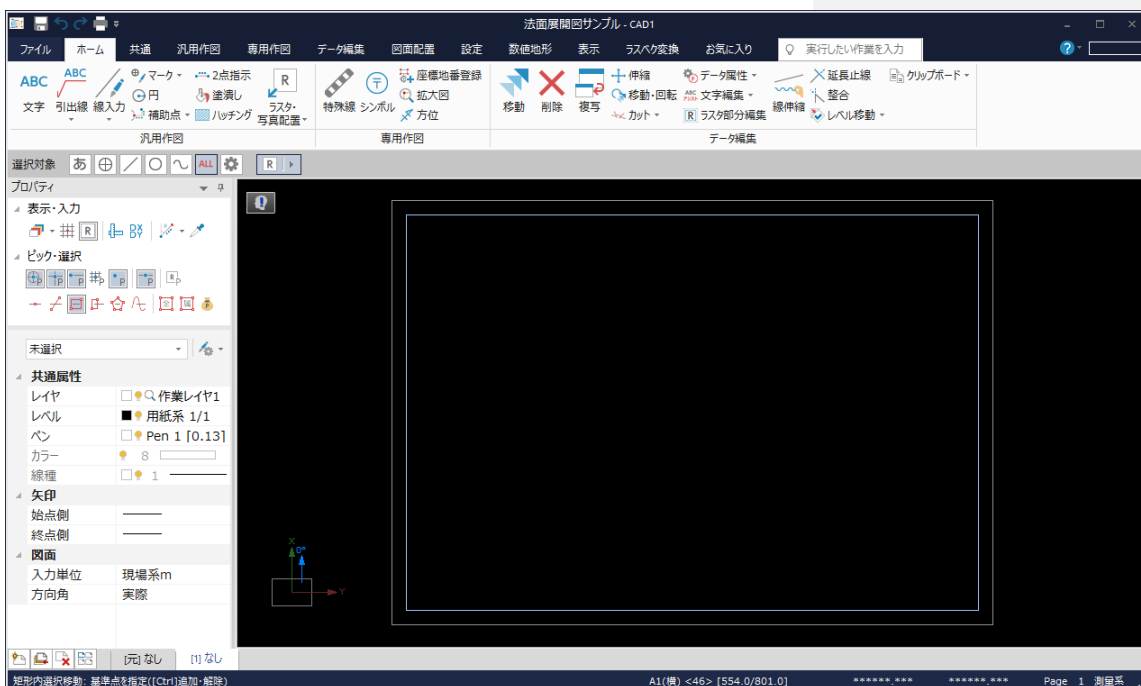 法面展開図サンプル - CAD1
ファイル ホーム 共通 汎用作図 専用作図 データ編集 図面配置 設定 数値地形 表示 ラスベク変換 お気に入り 実行したい作業を入力
ABC ABC マーク 2点指示 R 座標地番登録 伸縮 データ属性 延長止線 クリップボード
円 塗潰し 拡大図 移動・回転 文字編集 整合
文字 引出線 線入力 補助点 ハッチング ラスタ・写真配置 特殊線 シンボル 方位 移動 削除 複写 カット R ラスタ部分編集 線伸縮 レベル移動
汎用作図 専用作図 データ編集
選択対象 あ ALL R
プロパティ
表示・入力
R DX DY
ピック・選択
P P P P P P R P
全 属 P
未選択
共通属性
レイヤ 作業レイヤ1
レベル 用紙系 1/1
ペン Pen 1 [0.13]
カラー 8
線種 1
矢印
始点側
終点側
図面
入力単位 現場系m
方向角 実際
X
0°
Y
[元] なし [1] なし
矩形内選択移動: 基準点を指定([Ctrl]追加・解除) A1(横) <46> [554.0/801.0] ******.*** ******.*** Page 1 測量系